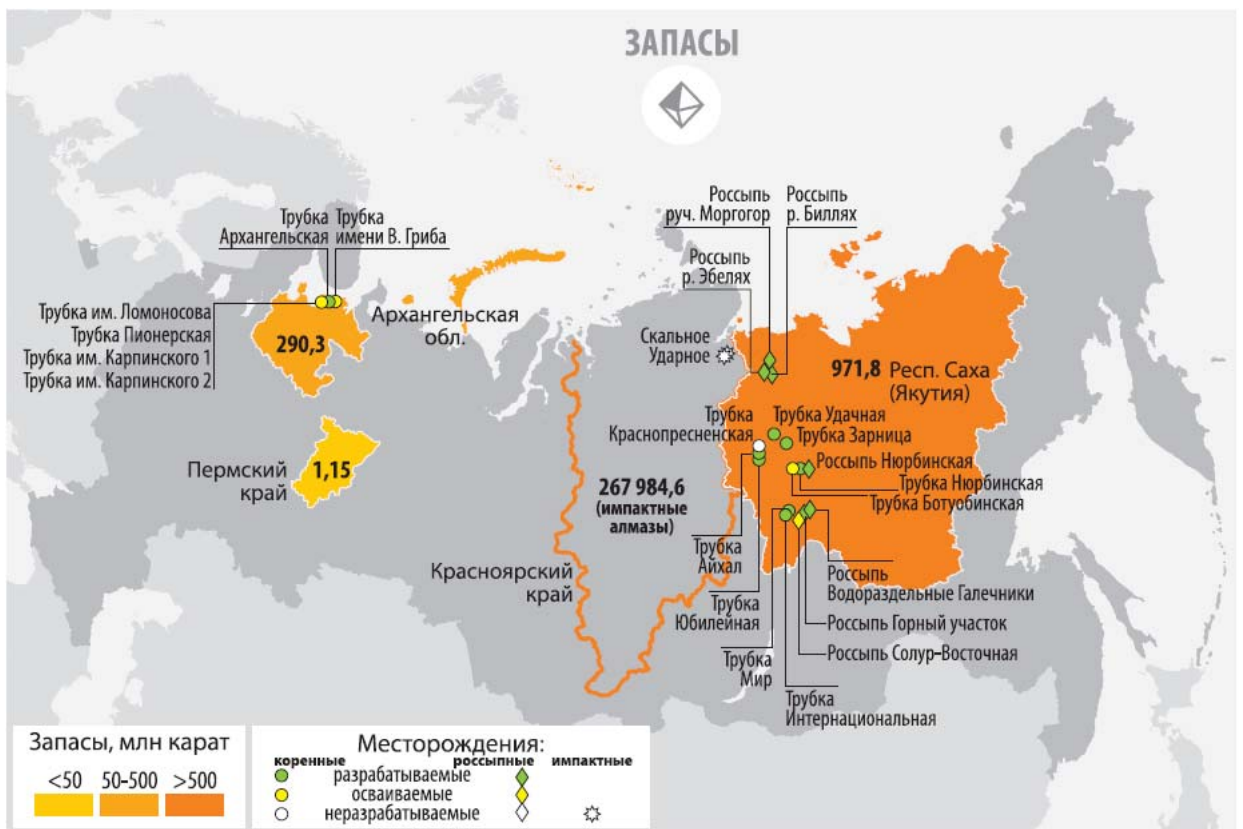 ЗАПАСЫ
Россыпь
руч. Моргогор
Россыпь
р. Биллях
Россыпь
р. Эбелях
Трубка
Архангельская
Трубка
имени В. Гриба
Трубка им. Ломоносова
Трубка Пионерская
Трубка им. Карпинского 1
Трубка им. Карпинского 2
290,3
Архангельская
обл.
Скальное
Ударное
971,8 Респ. Саха
(Якутия)
Трубка
Краснопресненская
Трубка Удачная
Трубка Зарница
Россыпь Нюрбинская
Трубка Нюрбинская
Трубка Ботуобинская
Пермский
край
1,15
267 984,6
(импактные
алмазы)
Трубка
Айхал
Красноярский
край
Трубка
Юбилейная
Россыпь
Водораздельные Галечники
Россыпь Горный участок
Россыпь Солур-Восточная
Трубка
Мир
Трубка
Интернациональная
Запасы, млн карат
<50 50-500 >500
Месторождения:
коренные россыпные импактные
разрабатываемые
осваиваемые
неразрабатываемые